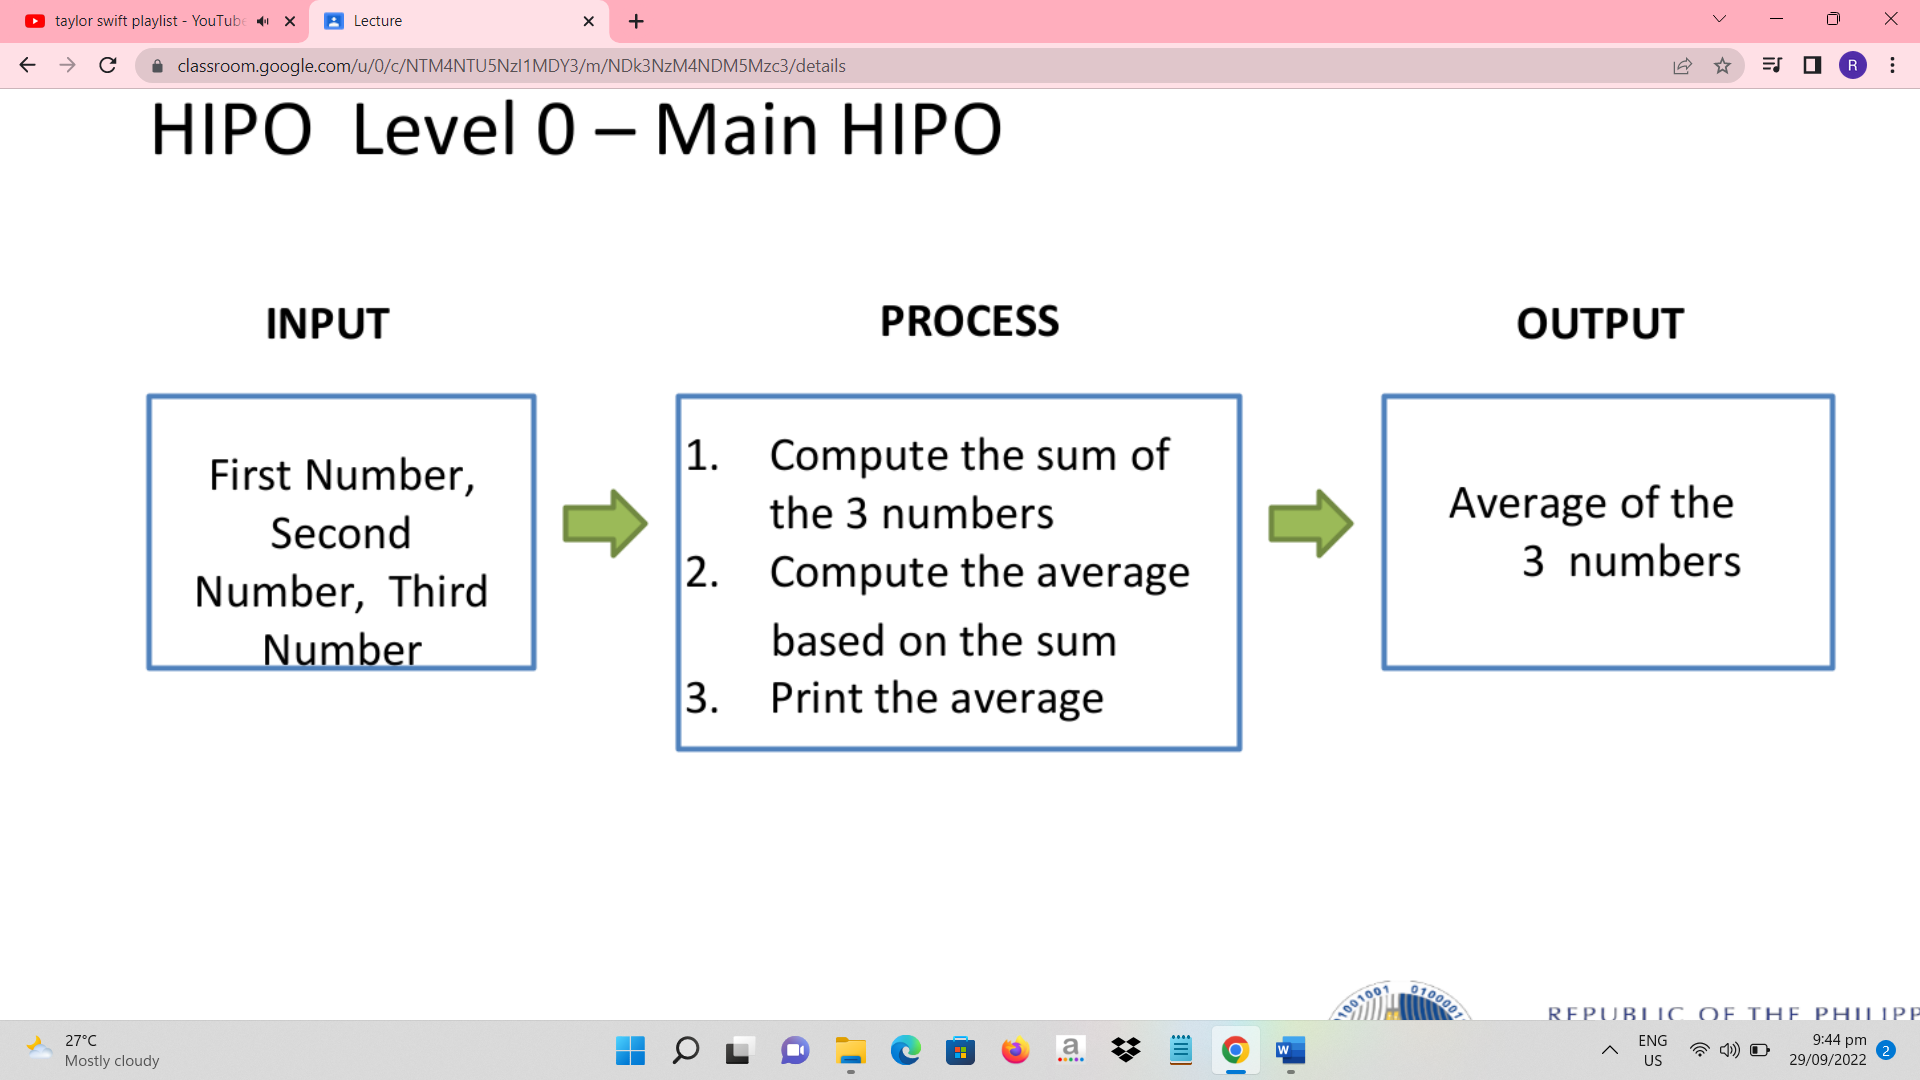 taylor swift playlist - YouTube
Lecture
classroom.google.com/u/0/c/NTM4NTU5NzI1MDY3/m/NDk3NzM4NDM5Mzc3/details
R
HIPO Level 0 – Main HIPO
INPUT
PROCESS
OUTPUT
First Number,
Second
Number, Third
Number
1. Compute the sum of
the 3 numbers
2. Compute the average
based on the sum
3. Print the average
Average of the
3 numbers
REPUBLIC OF THE PHILIPP
27°C
Mostly cloudy
a
W
ENG
US
9:44 pm
29/09/2022
2